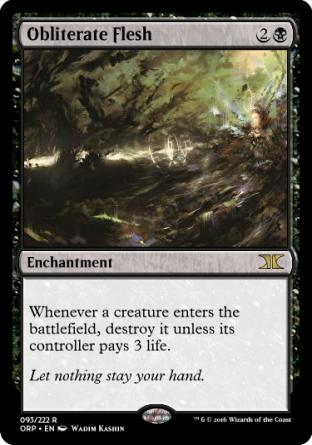 Obliterate Flesh 2
Enchantment
Whenever a creature enters the
battlefield, destroy it unless its
controller pays 3 life.
Let nothing stay your hand.
093/222 R
ORP • EN Wadim Kashin
™ & © 2016 Wizards of the Coast